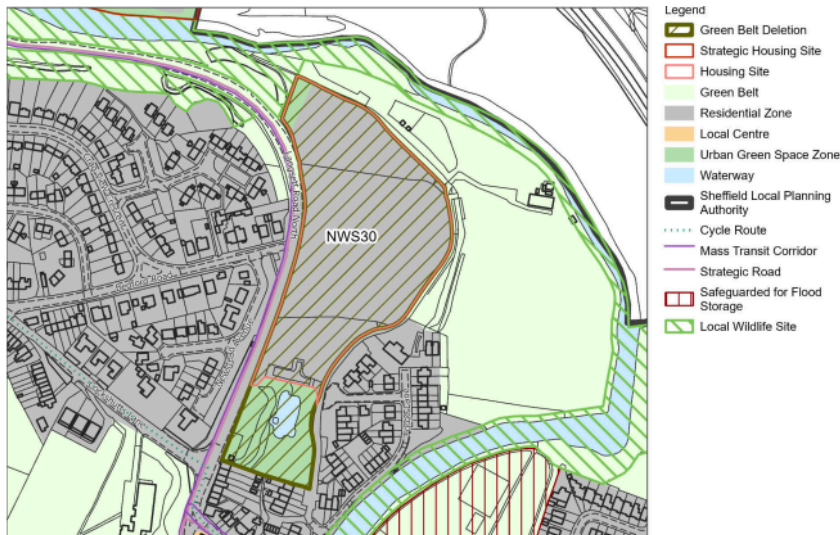 Legend
Green Belt Deletion
Strategic Housing Site
Housing Site
Green Belt
Residential Zone
Local Centre
Urban Green Space Zone
Waterway
Sheffield Local Planning
Authority
Cycle Route
Mass Transit Corridor
Strategic Road
Safeguarded for Flood
Storage
Local Wildlife Site
NWS30
Road North